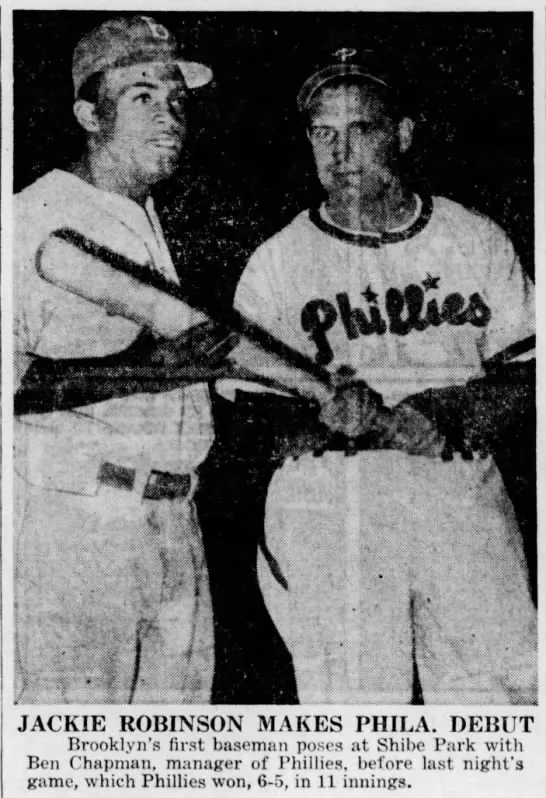 B
P
Phillies
JACKIE ROBINSON MAKES PHILA. DEBUT
Brooklyn's first baseman poses at Shibe Park with
Ben Chapman, manager of Phillies, before last night's
game, which Phillies won, 6-5, in 11 innings.